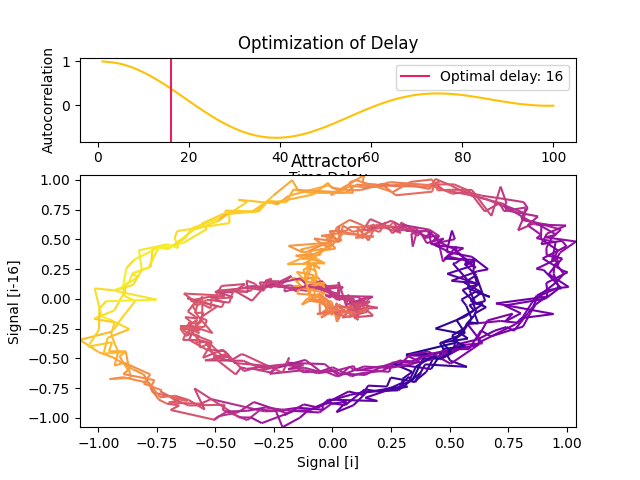 Optimization of Delay
Autocorrelation
1
0
Optimal delay: 16
0 20 40 60 80 100
Attractor
Signal [i-16]
1.00
0.75
0.50
0.25
0.00
−0.25
−0.50
−0.75
−1.00
−1.00 −0.75 −0.50 −0.25 0.00 0.25 0.50 0.75 1.00
Signal [i]